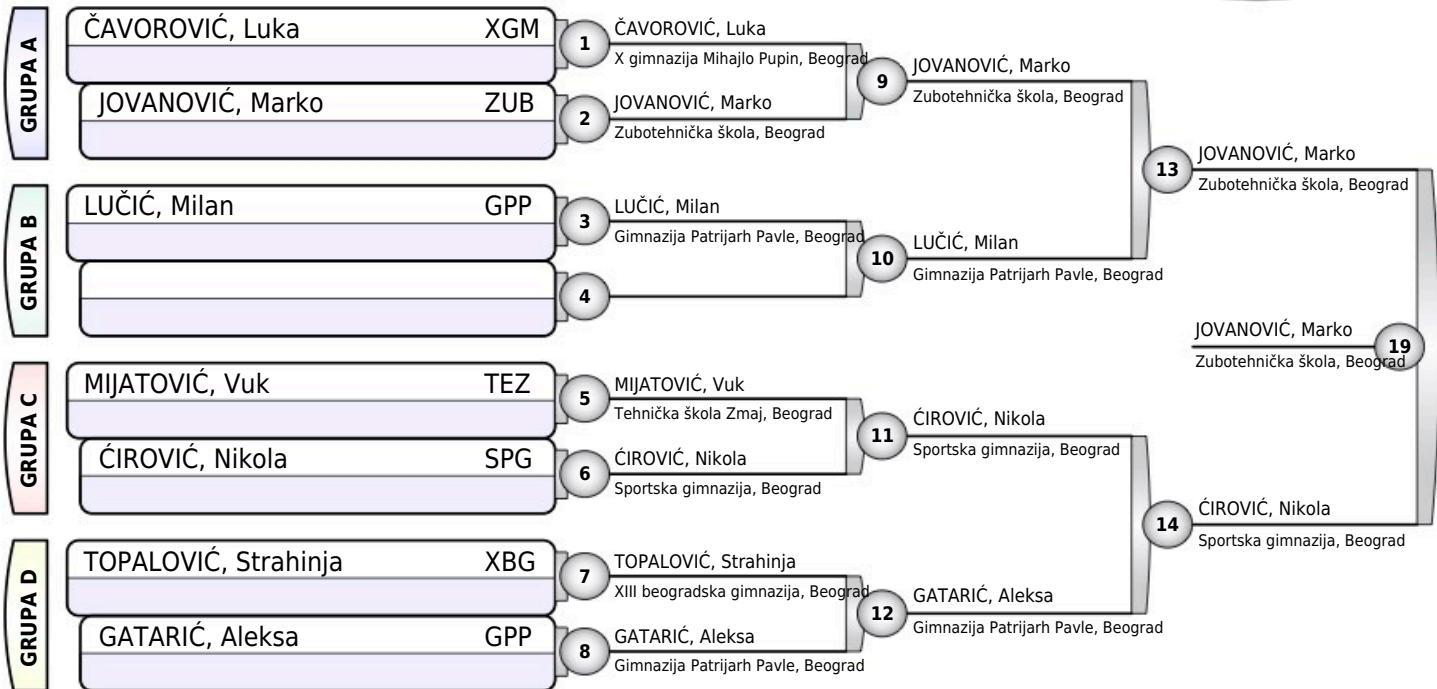 GRUPA A
ČAVOROVIĆ, Luka XGM
1
ČAVOROVIĆ, Luka
X gimnazija Mihajlo Pupin, Beograd
JOVANOVIĆ, Marko ZUB
2
JOVANOVIĆ, Marko
Zubotehnička škola, Beograd
9
JOVANOVIĆ, Marko
Zubotehnička škola, Beograd
GRUPA B
LUČIĆ, Milan GPP
3
LUČIĆ, Milan
Gimnazija Patrijarh Pavle, Beograd
4
10
LUČIĆ, Milan
Gimnazija Patrijarh Pavle, Beograd
13
JOVANOVIĆ, Marko
Zubotehnička škola, Beograd
GRUPA C
MIJATOVIĆ, Vuk TEZ
5
MIJATOVIĆ, Vuk
Tehnička škola Zmaj, Beograd
ĆIROVIĆ, Nikola SPG
6
ĆIROVIĆ, Nikola
Sportska gimnazija, Beograd
11
ĆIROVIĆ, Nikola
Sportska gimnazija, Beograd
GRUPA D
TOPALOVIĆ, Strahinja XBG
7
TOPALOVIĆ, Strahinja
XIII beogradska gimnazija, Beograd
GATARIĆ, Aleksa GPP
8
GATARIĆ, Aleksa
Gimnazija Patrijarh Pavle, Beograd
12
GATARIĆ, Aleksa
Gimnazija Patrijarh Pavle, Beograd
14
ĆIROVIĆ, Nikola
Sportska gimnazija, Beograd
JOVANOVIĆ, Marko
Zubotehnička škola, Beograd
19